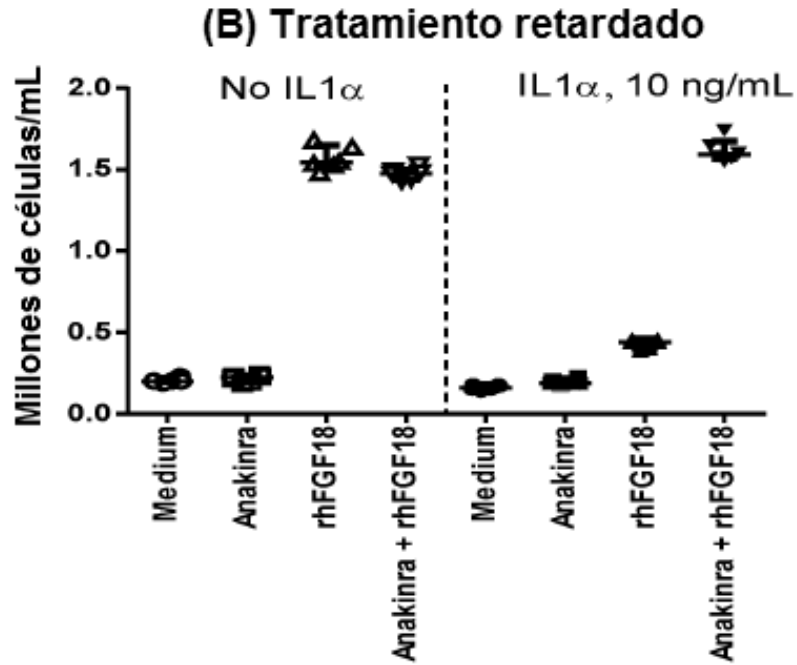 (B) Tratamiento retardado
No IL1α
IL1α, 10 ng/mL
Millones de células/mL
2.0
1.5
1.0
0.5
0.0
Medium
Anakinra
rhFGF18
Anakinra + rhFGF18
Medium
Anakinra
rhFGF18
Anakinra + rhFGF18